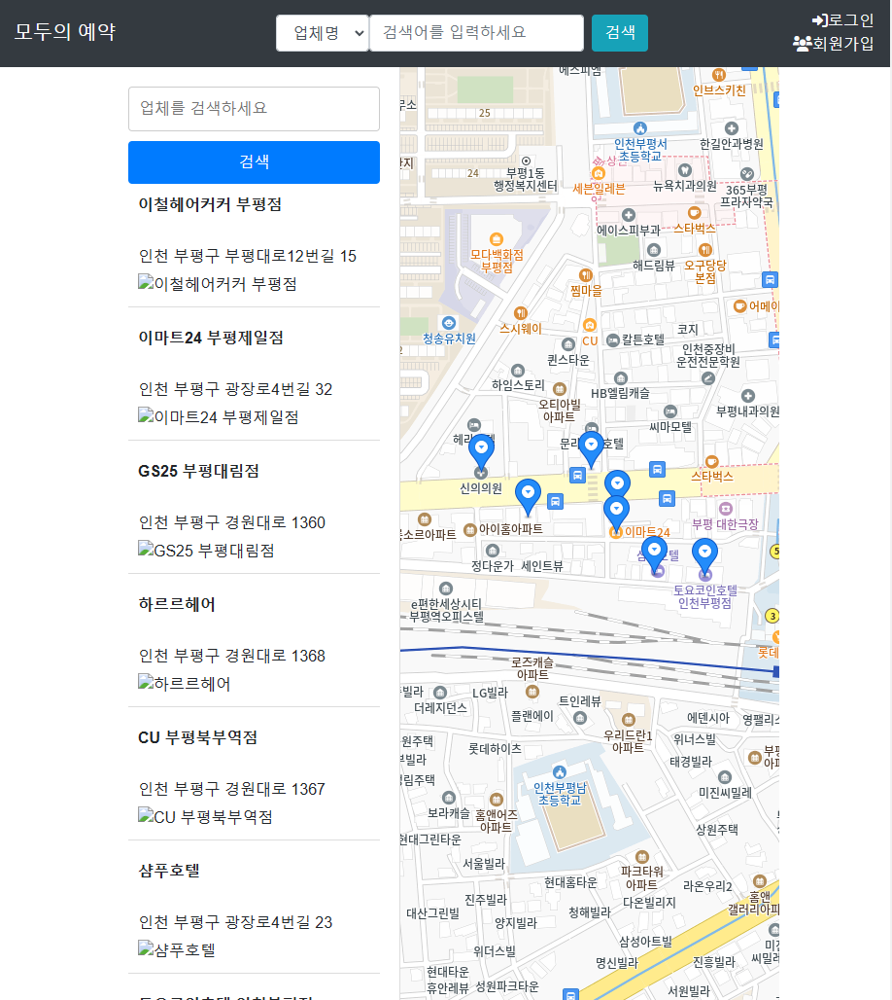 모두의 예약
업체명
검색어를 입력하세요
검색
로그인
회원가입
업체를 검색하세요
검색
이철헤어커커 부평점
인천 부평구 부평대로12번길 15
이철헤어커커 부평점
이마트24 부평제일점
인천 부평구 광장로4번길 32
이마트24 부평제일점
GS25 부평대림점
인천 부평구 경원대로 1360
GS25 부평대림점
하르르헤어
인천 부평구 경원대로 1368
하르르헤어
CU 부평북부역점
인천 부평구 경원대로 1367
CU 부평북부역점
샴푸호텔
인천 부평구 광장로4번길 23
샴푸호텔
에스피엠
인브스키친
25
인천부평서
초등학교
한길안과병원
부평1동
행정복지센터
24
세븐일레븐
뉴욕치과의원
365부평
프라자약국
에이스피부과
스타벅스
모다백화점
부평점
해드림뷰
오구당당
본점
찜마을
어메이
스시웨이
청송유치원
CU
칼튼호텔
코지
퀸스타운
인천중장비
운전전문학원
하임스토리
HB엘림캐슬
오티아빌
아파트
부평내과의원
씨마모텔
신의의원
스타벅스
아이홈아파트
이마트24
부평 대한극장
정다운가
세인트뷰
토요코인호텔
인천부평점
5
e편한세상시티
부평역오피스텔
3
롯데
로즈캐슬
아파트
LG빌라
더레지던스
트인레뷰
플랜에이
에덴시아
우리드란1
아파트
위너스빌
롯데하이츠
태경빌라
인천부평남
초등학교
미진씨밀레
보라캐슬
홈앤어즈
아파트
상원주택
현대그린타운
서울빌라
파크타워
아파트
현대홈타운
라온우리2
홈앤
갤러리아파
진주빌라
다온빌리지
대산그린빌
청해빌라
양지빌라
삼성아트빌
위더스빌
명신빌라
진흥빌라
현대타운
휴안레뷰
성원파크타운
서원빌라